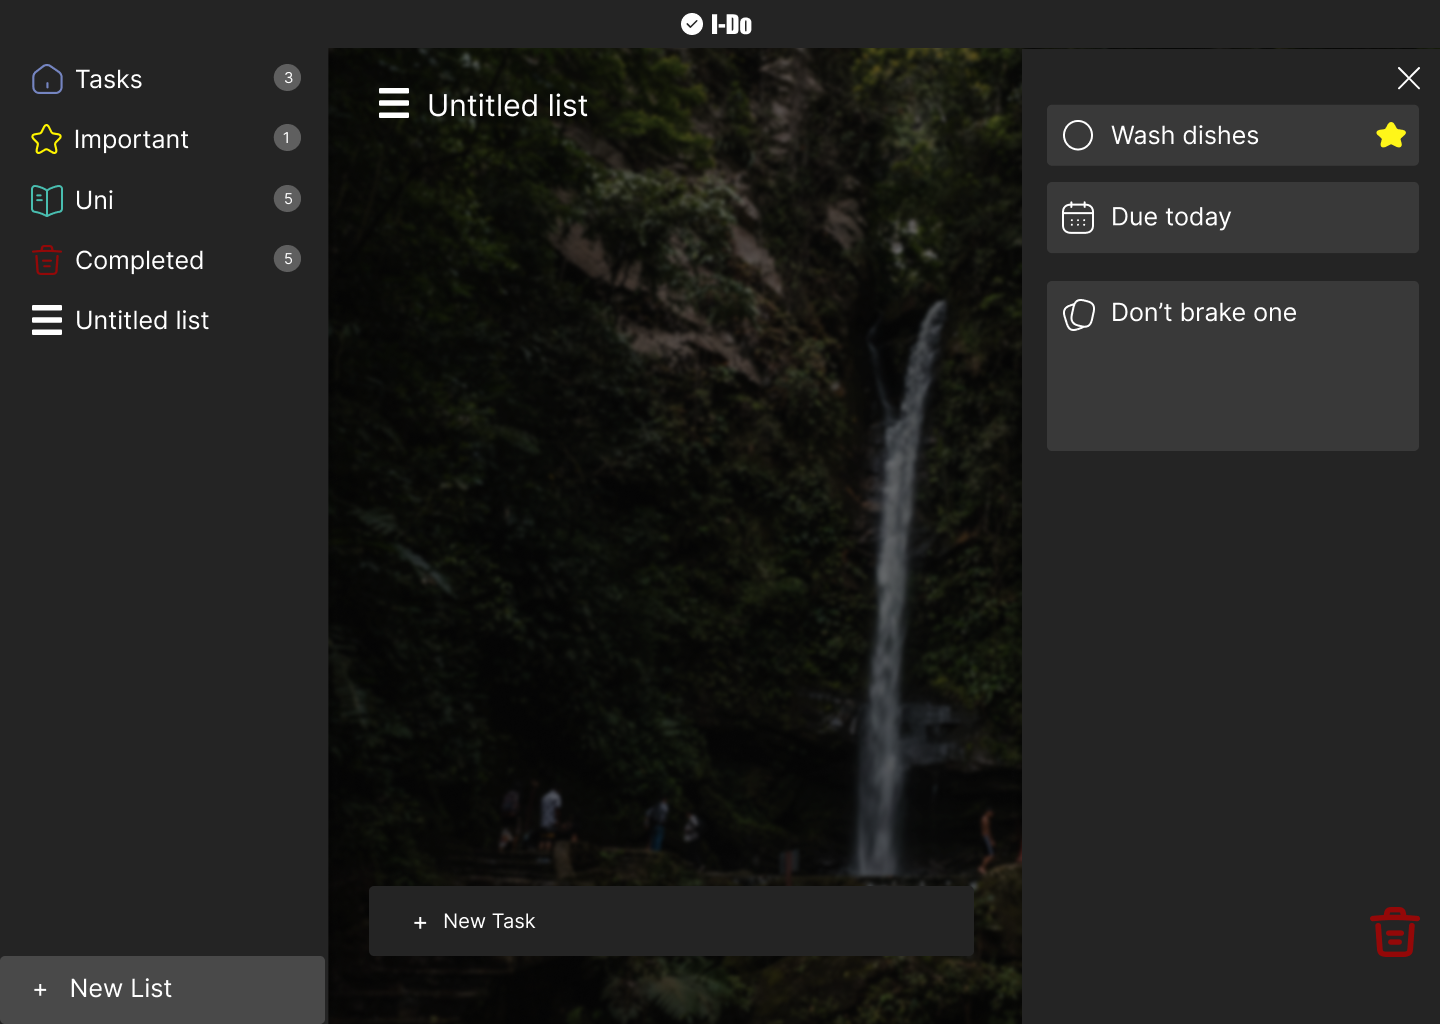 I-Do
Tasks 3
Important 1
Uni 5
Completed 5
Untitled list
+ New List
Untitled list
+ New Task
Wash dishes
Due today
Don’t brake one